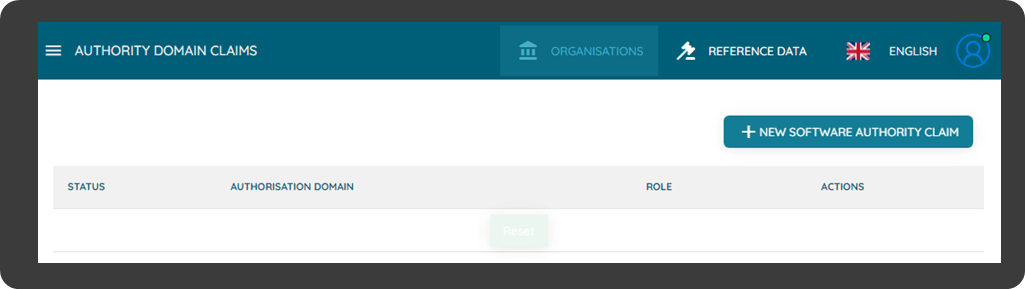 AUTHORITY DOMAIN CLAIMS ORGANISATIONS REFERENCE DATA ENGLISH
NEW SOFTWARE AUTHORITY CLAIM
STATUS AUTHORISATION DOMAIN ROLE ACTIONS
Reset